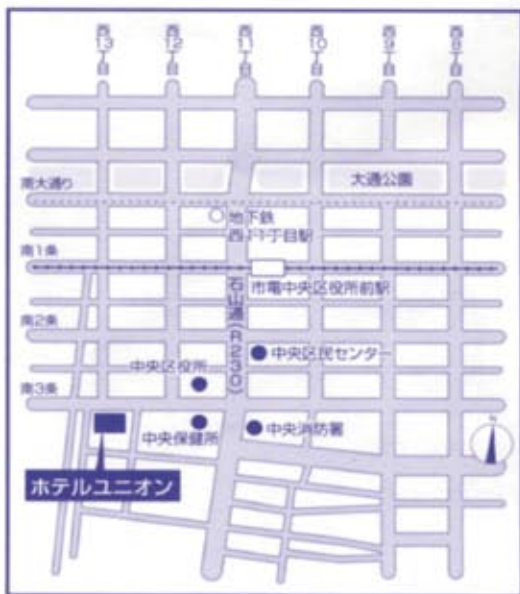 西13丁目
西12丁目
西11丁目
西10丁目
西9丁目
西8丁目
南大通り
大通公園
地下鉄
西11丁目駅
南1条
市電中央区役所前駅
石山通(R230)
南2条
中央区民センター
中央区役所
南3条
中央保健所
中央消防署
N
ホテルユニオン